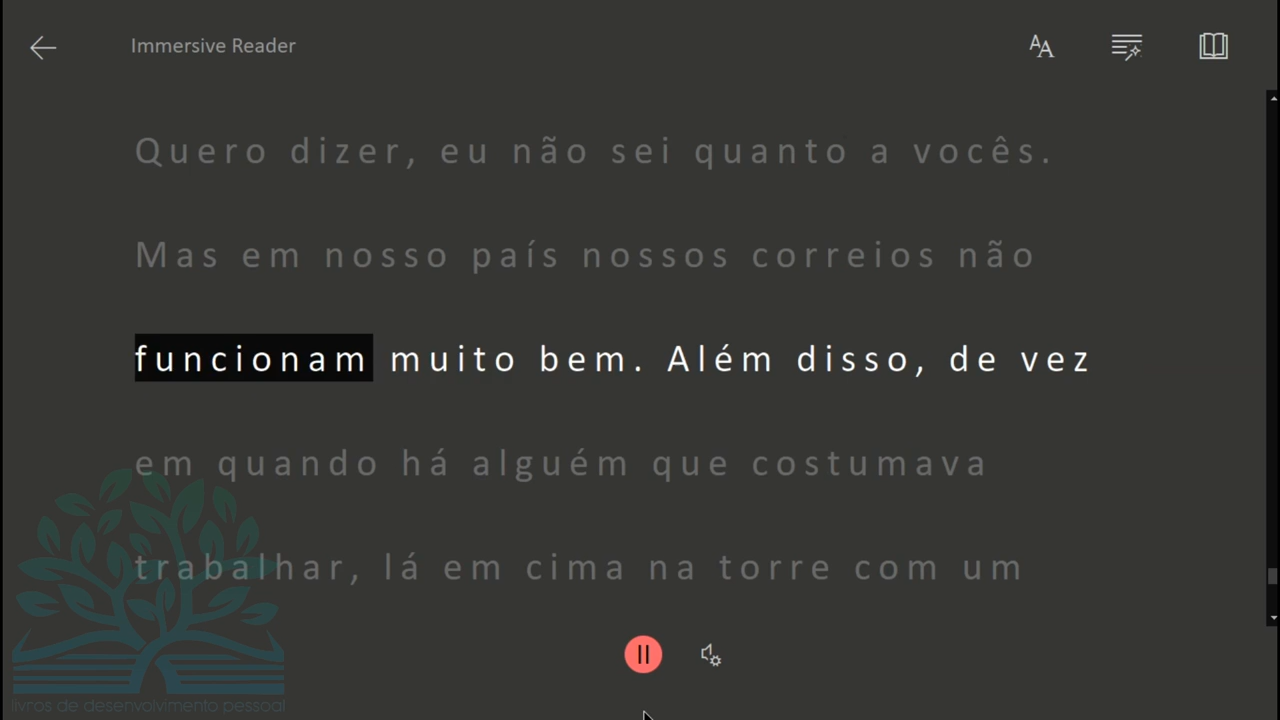 Immersive Reader
Quero dizer, eu não sei quanto a vocês.
Mas em nosso país nossos correios não
funcionam muito bem. Além disso, de vez
em quando há alguém que costumava
trabalhar, lá em cima na torre com um
livros de desenvolvimento pessoal